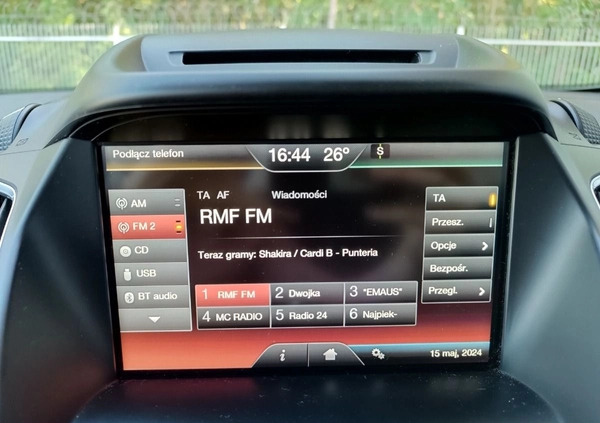 Podłącz telefon
16:44 26°
S
AM
FM 2
CD
USB
BT audio
TA AF Wiadomości
RMF FM
Teraz gramy: Shakira / Cardi B - Punteria
1 RMF FM
2 Dwojka
3 "EMAUS"
4 MC RADIO
5 Radio 24
6 Najpiek-
TA
Przesz.
Opcje
Bezpośr.
Przegl.
i
15 maj, 2024